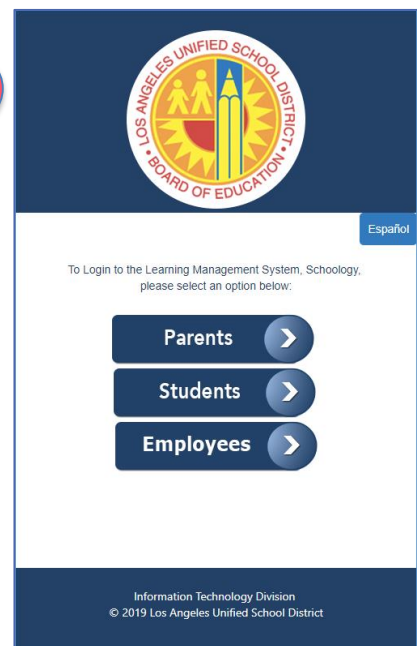 LOS ANGELES UNIFIED SCHOOL DISTRICT
• BOARD OF EDUCATION •
Español
To Login to the Learning Management System, Schoology,
please select an option below:
Parents
Students
Employees
Information Technology Division
© 2019 Los Angeles Unified School District